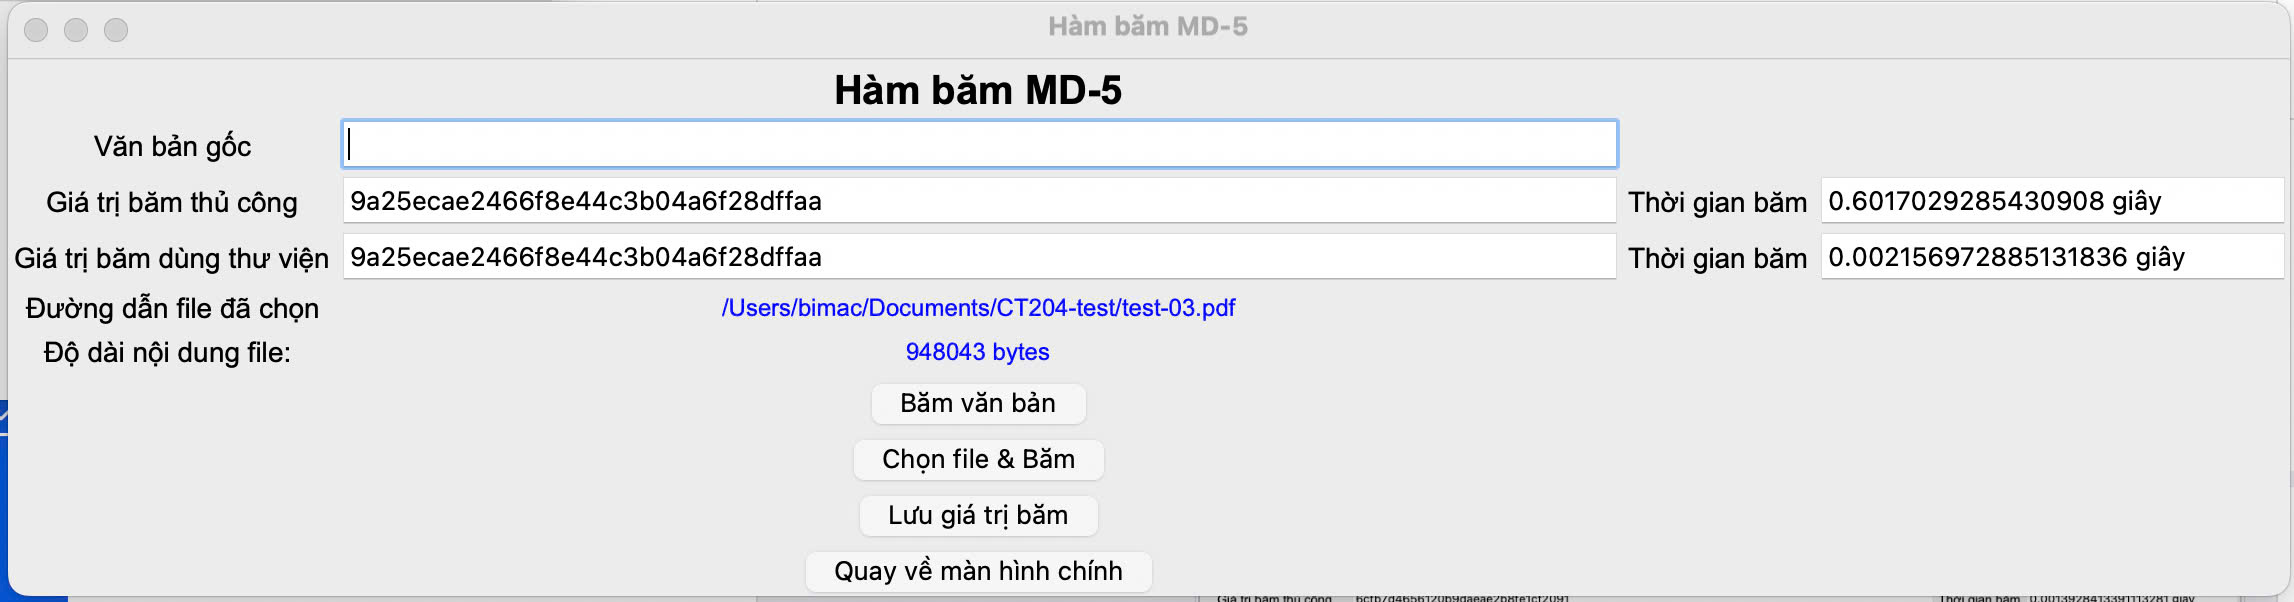 Hàm băm MD-5
Hàm băm MD-5
Văn bản gốc
Giá trị băm thủ công 9a25ecae2466f8e44c3b04a6f28dffaa Thời gian băm 0.6017029285430908 giây
Giá trị băm dùng thư viện 9a25ecae2466f8e44c3b04a6f28dffaa Thời gian băm 0.002156972885131836 giây
Đường dẫn file đã chọn /Users/bimac/Documents/CT204-test/test-03.pdf
Độ dài nội dung file: 948043 bytes
Băm văn bản
Chọn file & Băm
Lưu giá trị băm
Quay về màn hình chính